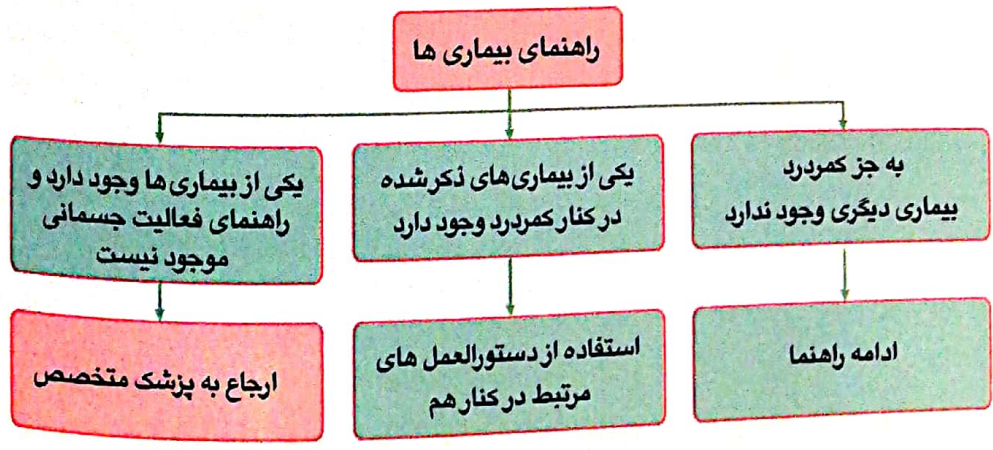 راهنمای بیماری ها
به جز کمردرد
بیماری دیگری وجود ندارد
یکی از بیماری‌های ذکر شده
در کنار کمردرد وجود دارد
یکی از بیماری ها وجود دارد و
راهنمای فعالیت جسمانی
موجود نیست
ادامه راهنما
استفاده از دستورالعمل های
مرتبط در کنار هم
ارجاع به پزشک متخصص